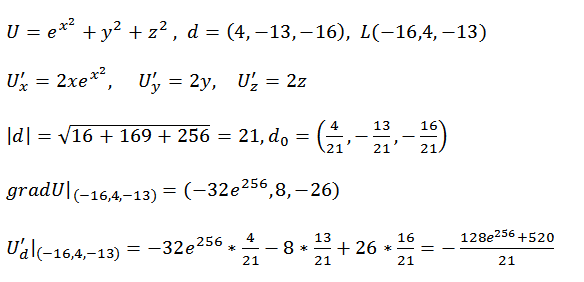 U = e^{x^2} + y^2 + z^2 , d = (4, −13, −16), L(−16,4, −13)
U′_x = 2xe^{x^2}, U′_y = 2y, U′_z = 2z
|d| = √(16 + 169 + 256) = 21, d_0 = (4/21, −13/21, −16/21)
gradU|_(−16,4,−13) = (−32e^{256}, 8, −26)
U′_d|_(−16,4,−13) = −32e^{256} * 4/21 − 8 * 13/21 + 26 * 16/21 = − (128e^{256}+520)/21